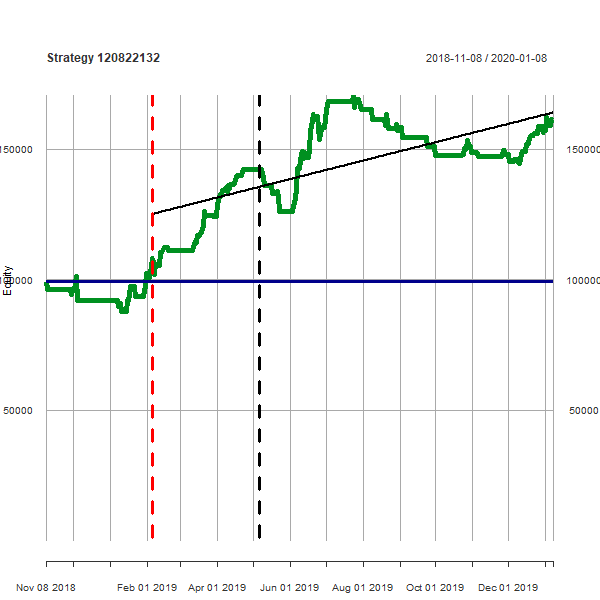 Strategy 120822132
2018-11-08 / 2020-01-08
150000
150000
Equity
100000
100000
50000
50000
Nov 08 2018
Feb 01 2019
Apr 01 2019
Jun 01 2019
Aug 01 2019
Oct 01 2019
Dec 01 2019